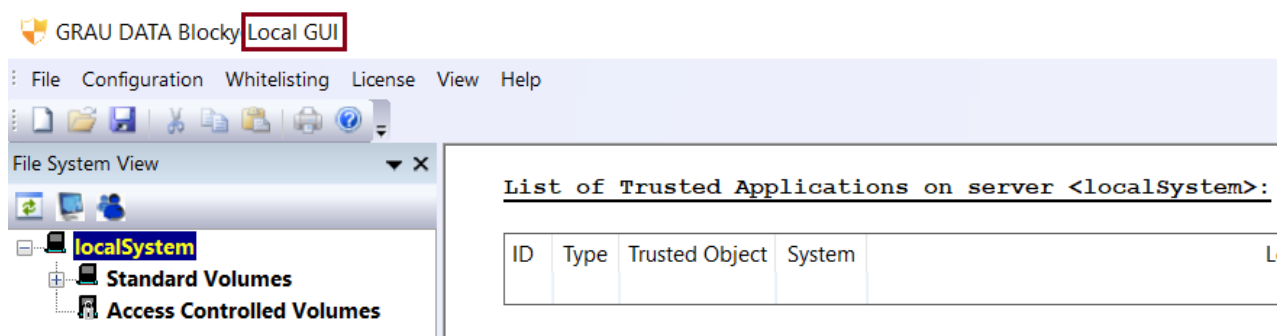 GRAU DATA Blocky Local GUI
File Configuration Whitelisting License View Help
File System View
localSystem
Standard Volumes
Access Controlled Volumes
List of Trusted Applications on server <localSystem>:
ID Type Trusted Object System